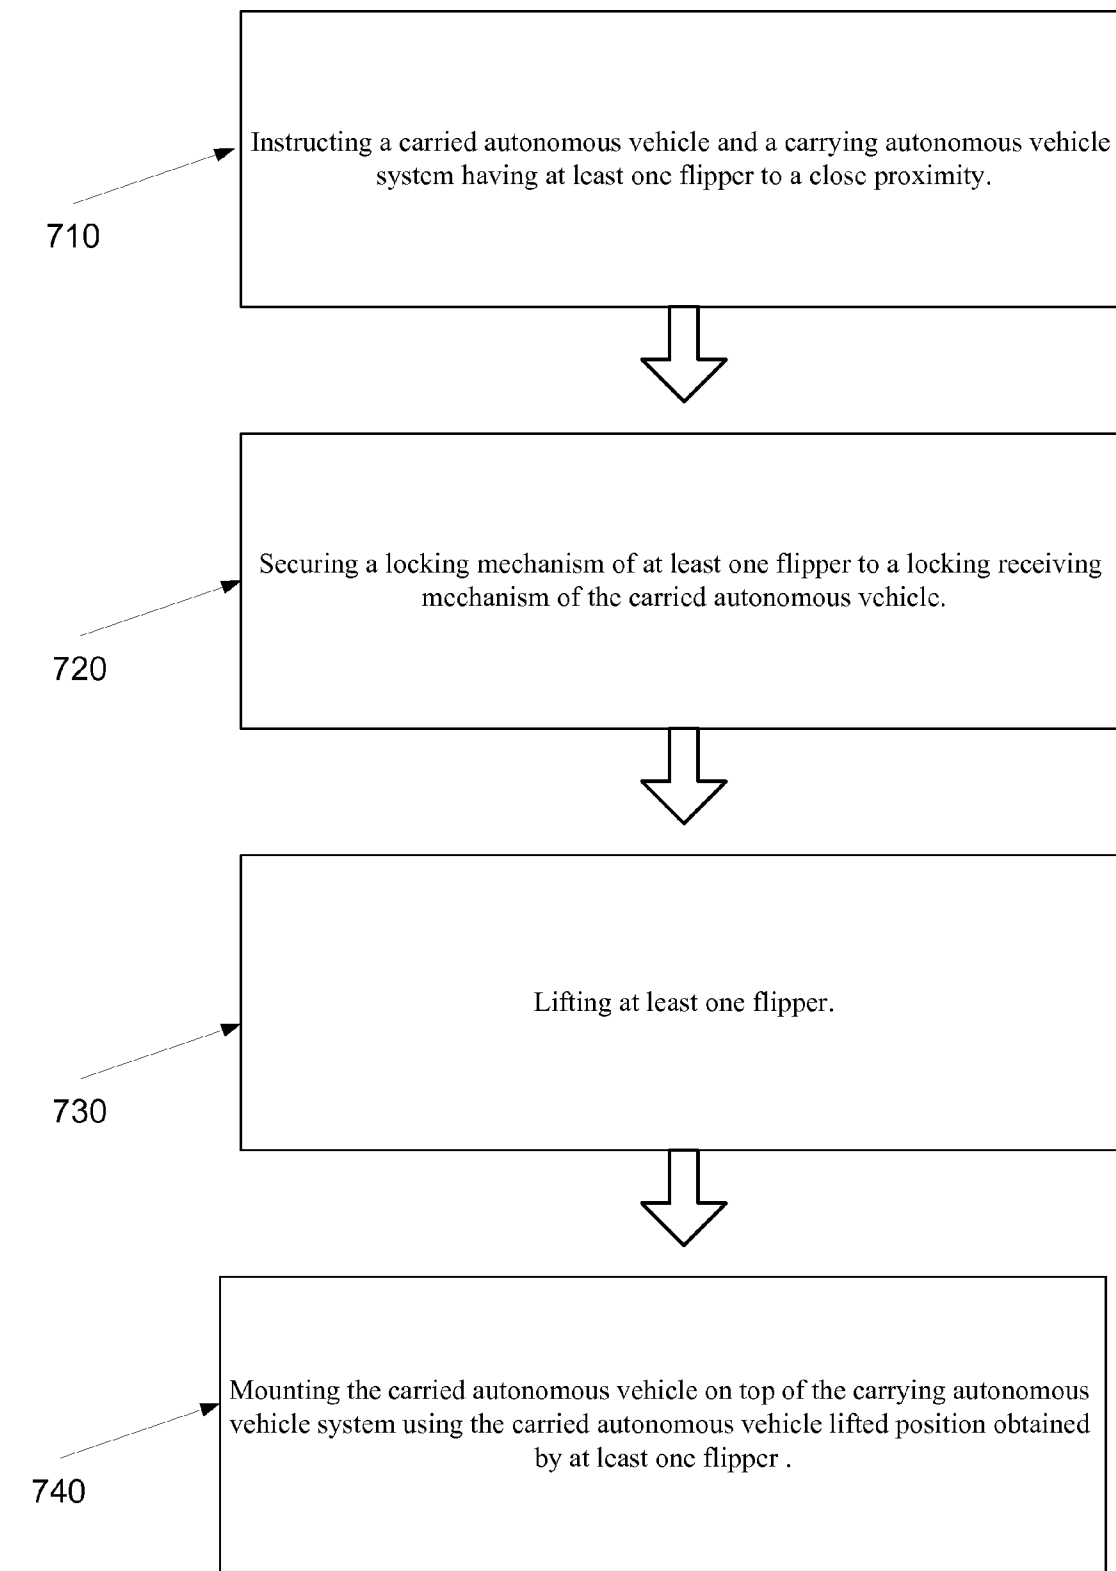 Instructing a carried autonomous vehicle and a carrying autonomous vehicle
system having at least one flipper to a close proximity.
710
Securing a locking mechanism of at least one flipper to a locking receiving
mechanism of the carried autonomous vehicle.
720
Lifting at least one flipper.
730
Mounting the carried autonomous vehicle on top of the carrying autonomous
vehicle system using the carried autonomous vehicle lifted position obtained
by at least one flipper .
740